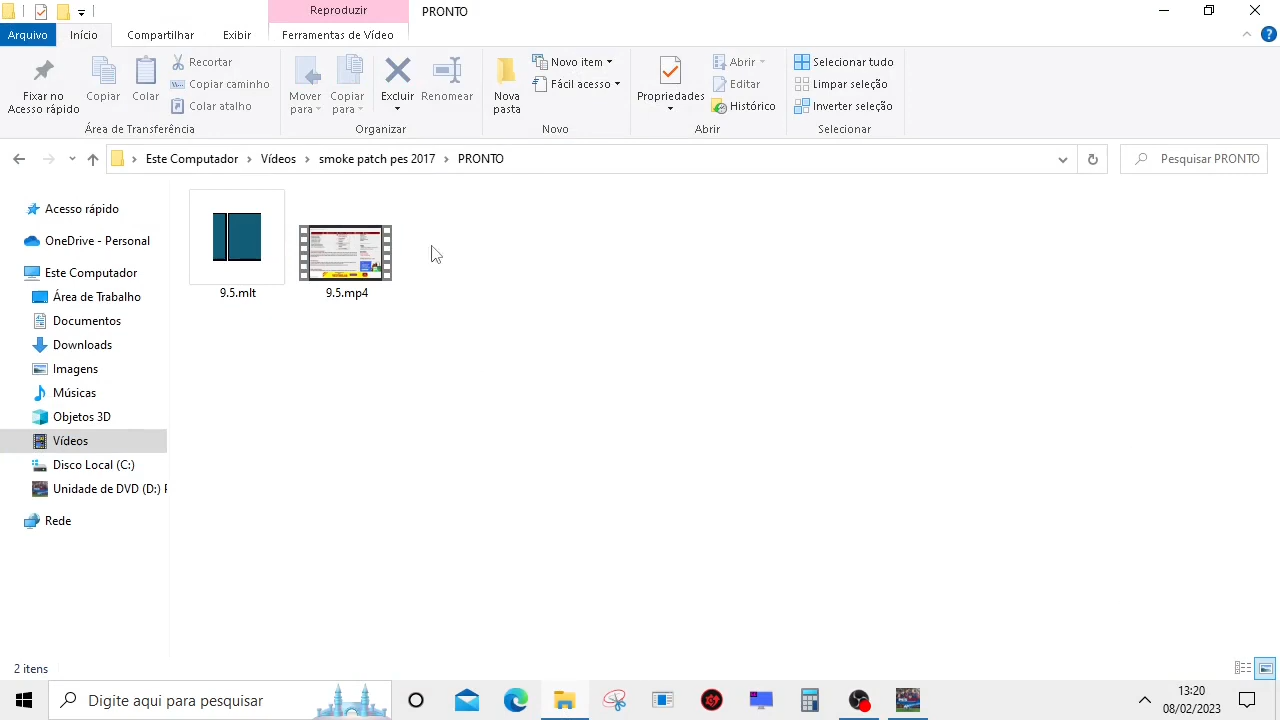 Reproduzir
PRONTO
Arquivo
Início
Compartilhar
Exibir
Ferramentas de Vídeo
?
Fixar no
Acesso rápido
Copiar
Colar
Recortar
Copiar caminho
Colar atalho
Área de Transferência
Mover
para
Copiar
para
Excluir
Renomear
Organizar
Nova
pasta
Novo item
Fácil acesso
Novo
Propriedades
Abrir
Editar
Histórico
Abrir
Selecionar tudo
Limpar seleção
Inverter seleção
Selecionar
Este Computador
Vídeos
smoke patch pes 2017
PRONTO
Pesquisar PRONTO
Acesso rápido
OneDrive - Personal
Este Computador
Área de Trabalho
Documentos
Downloads
Imagens
Músicas
Objetos 3D
Vídeos
Disco Local (C:)
Unidade de DVD (D:)
Rede
9.5.mlt
9.5.mp4
2 itens
Digite aqui para pesquisar
13:20
08/02/2023